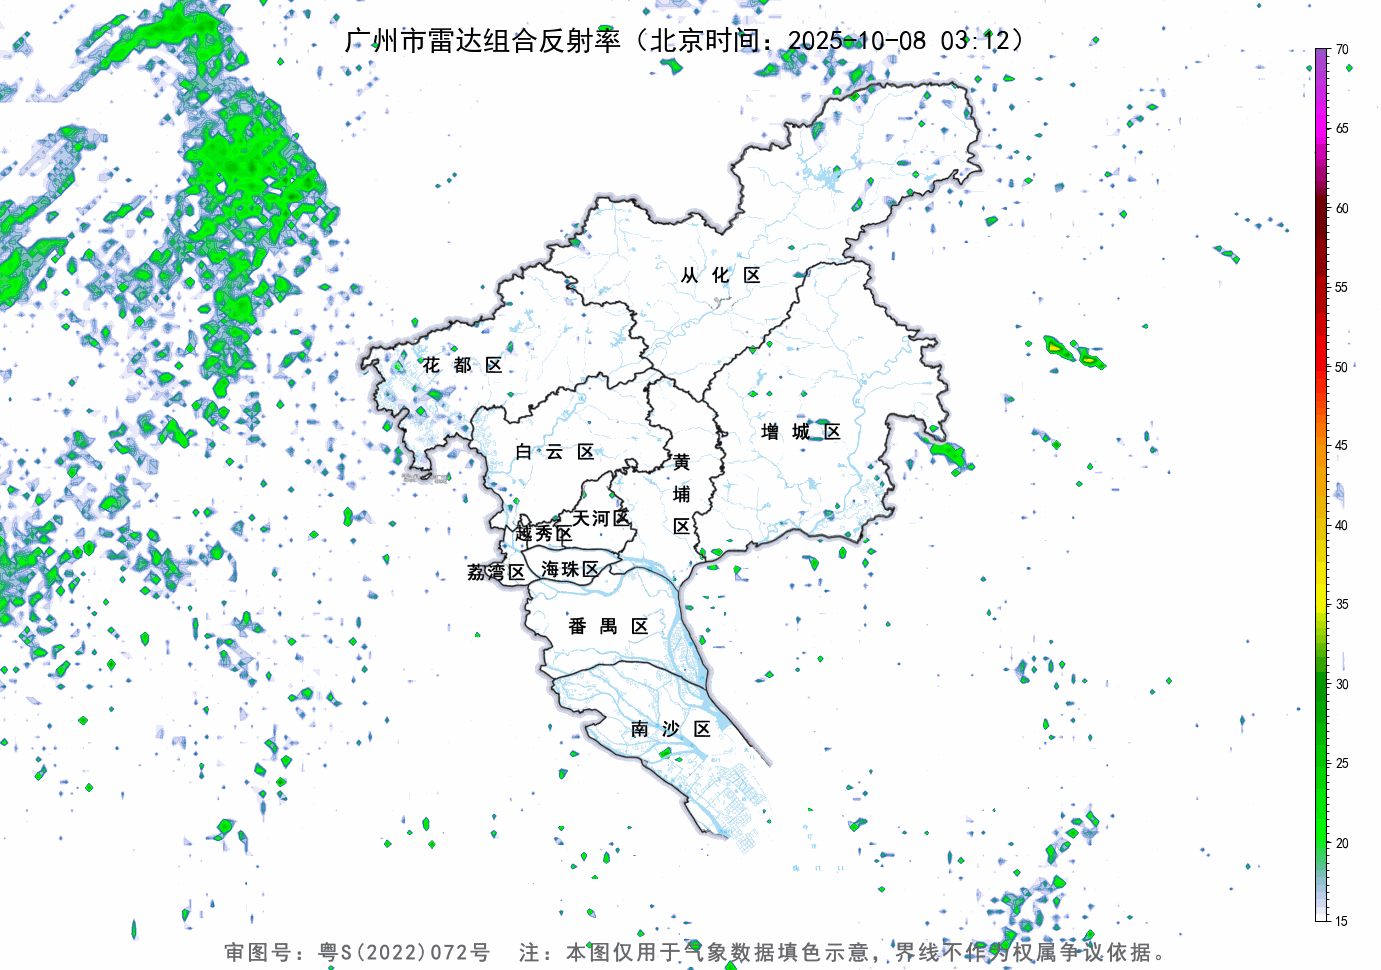 广州市雷达组合反射率（北京时间：2025-10-08 03:12）
70
65
60
55
50
45
40
35
30
25
20
15
从化区
花都区
增城区
白云区
黄埔区
天河区
越秀区
荔湾区
海珠区
番禺区
南沙区
审图号：粤S(2022)072号 注：本图仅用于气象数据填色示意，界线不作为权属争议依据。